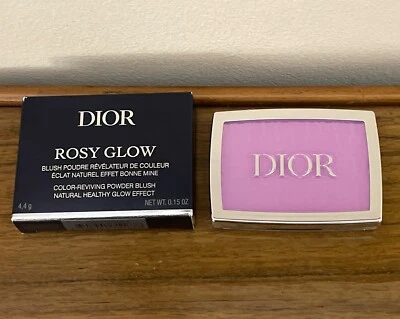 DIOR
ROSY GLOW
BLUSH POUDRE RÉVÉLATEUR DE COULEUR
ÉCLAT NATUREL EFFET BONNE MINE
COLOR-REVIVING POWDER BLUSH
NATURAL HEALTHY GLOW EFFECT
4,4 g NET WT. 0.15 OZ
DIOR